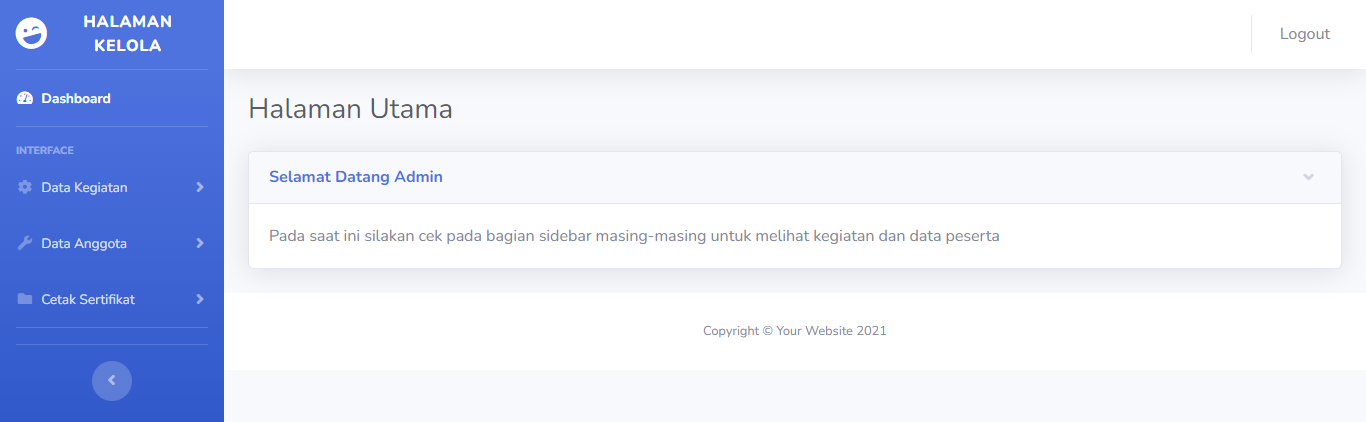 HALAMAN
KELOLA
Dashboard
INTERFACE
Data Kegiatan
Data Anggota
Cetak Sertifikat
Logout
Halaman Utama
Selamat Datang Admin
Pada saat ini silakan cek pada bagian sidebar masing-masing untuk melihat kegiatan dan data peserta
Copyright © Your Website 2021